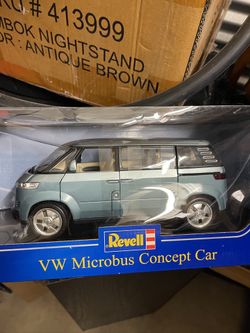 # 413999
MBOK NIGHTSTAND
OR : ANTIQUE BROWN
Revell
VW Microbus Concept Car